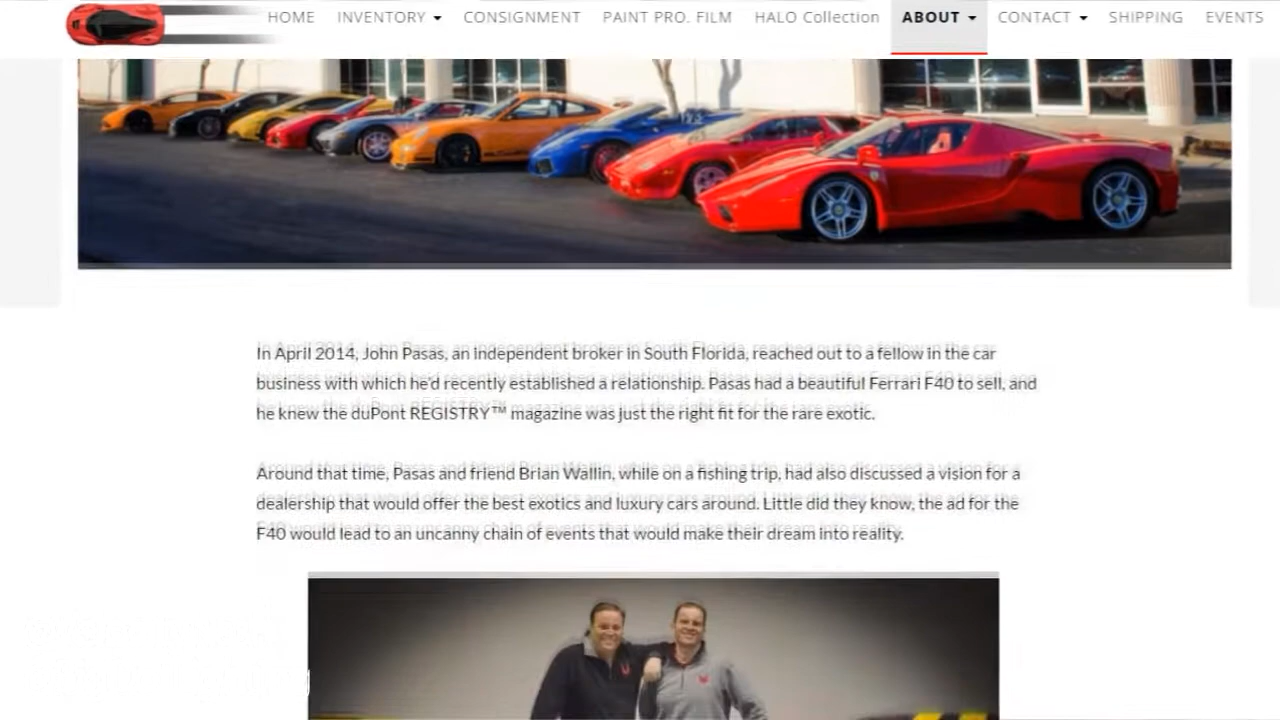 HOME INVENTORY CONSIGNMENT PAINT PRO. FILM HALO Collection ABOUT CONTACT SHIPPING EVENTS
In April 2014, John Pasas, an independent broker in South Florida, reached out to a fellow in the car
business with which he'd recently established a relationship. Pasas had a beautiful Ferrari F40 to sell, and
he knew the duPont REGISTRY™ magazine was just the right fit for the rare exotic.
Around that time, Pasas and friend Brian Wallin, while on a fishing trip, had also discussed a vision for a
dealership that would offer the best exotics and luxury cars around. Little did they know, the ad for the
F40 would lead to an uncanny chain of events that would make their dream into reality.